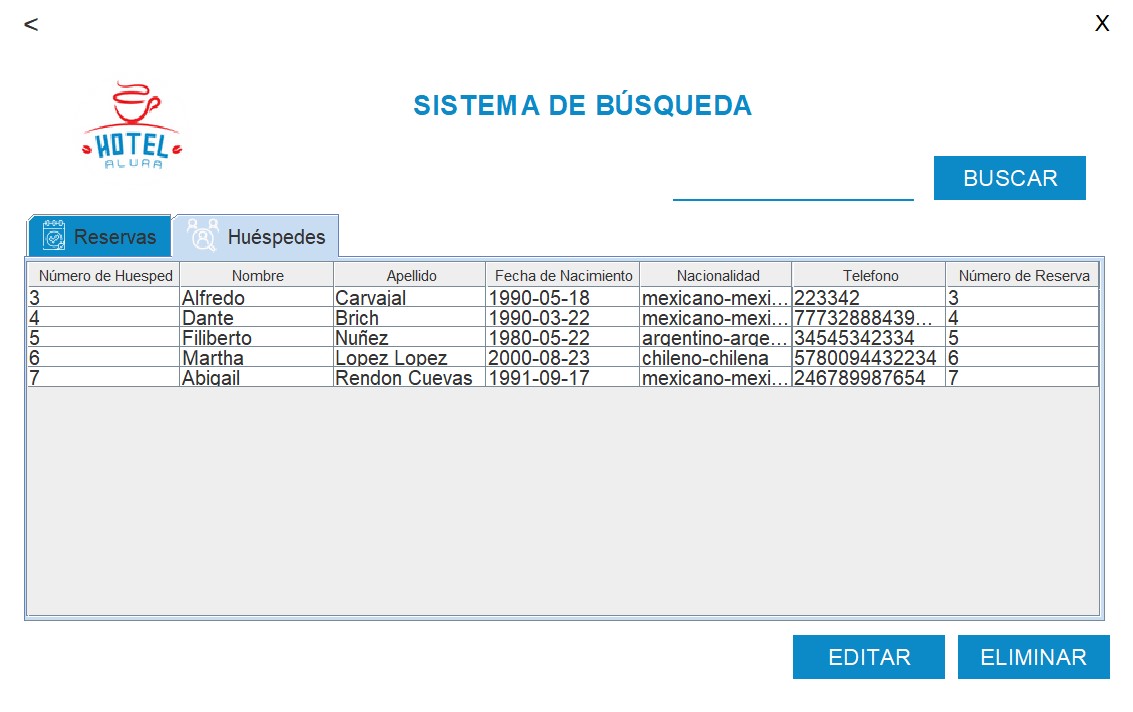 <
X
HOTEL
ALURA
SISTEMA DE BÚSQUEDA
BUSCAR
Reservas
Huéspedes
Número de Huesped Nombre Apellido Fecha de Nacimiento Nacionalidad Telefono Número de Reserva
3 Alfredo Carvajal 1990-05-18 mexicano-mexi... 223342 3
4 Dante Brich 1990-03-22 mexicano-mexi... 77732888439... 4
5 Filiberto Nuñez 1980-05-22 argentino-arge... 34545342334 5
6 Martha Lopez Lopez 2000-08-23 chileno-chilena 5780094432234 6
7 Abigail Rendon Cuevas 1991-09-17 mexicano-mexi... 246789987654 7
EDITAR
ELIMINAR